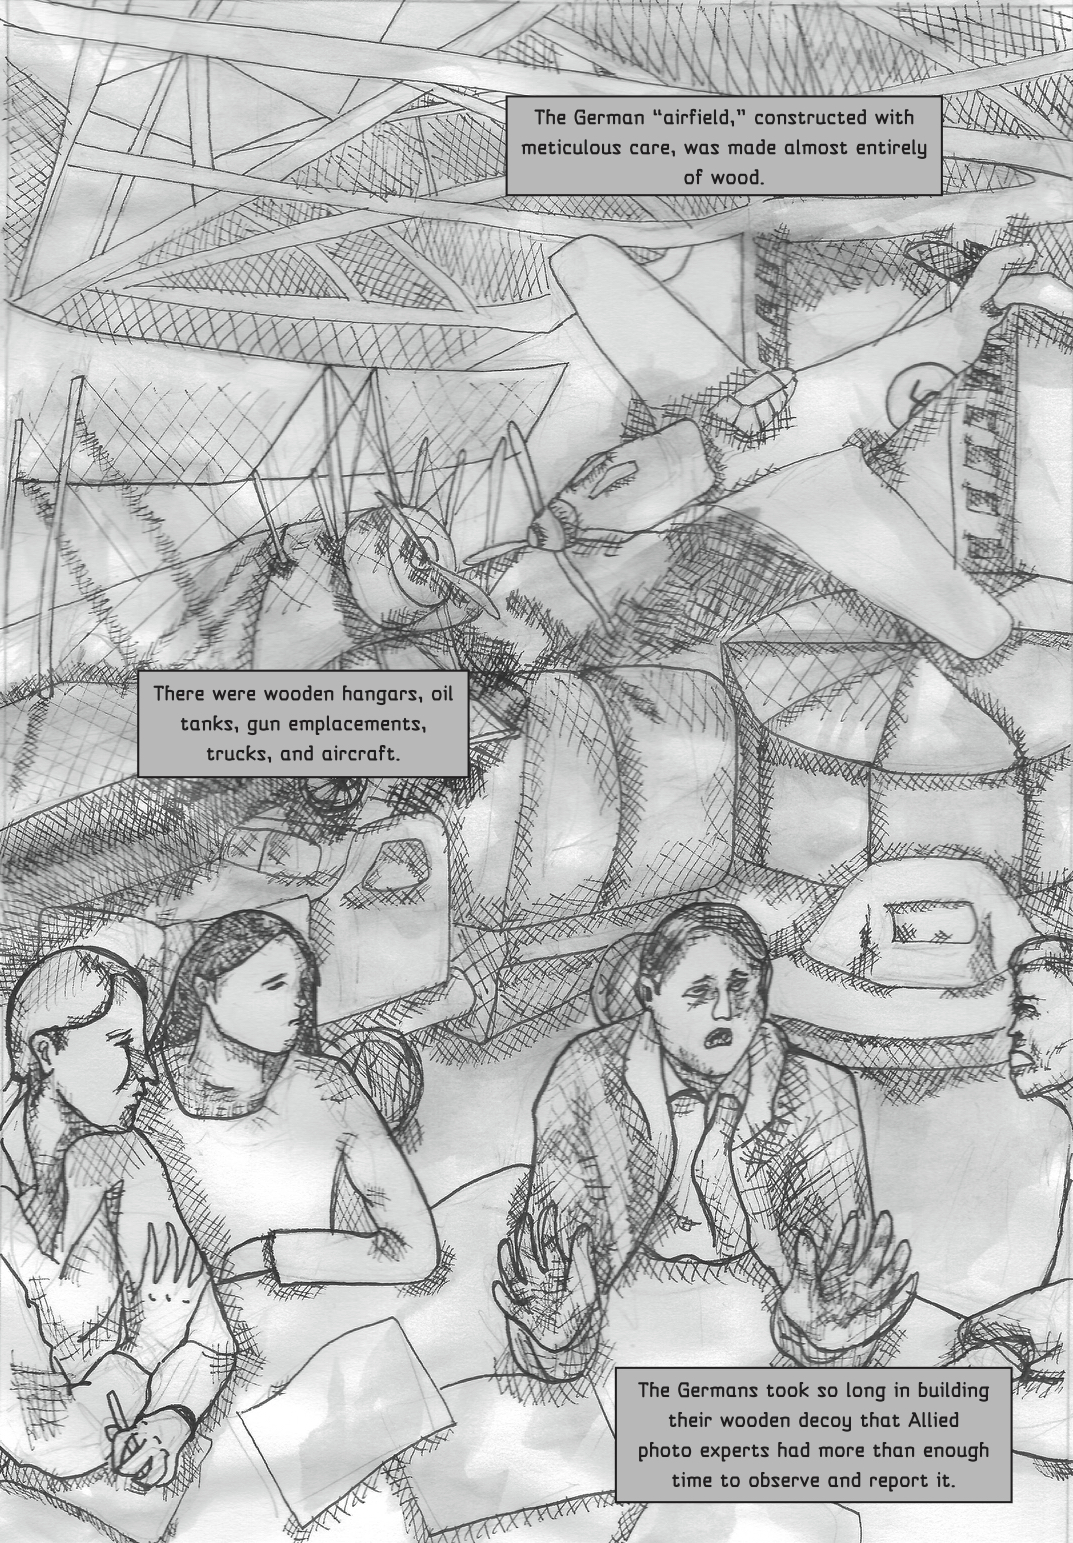 The German “airfield,” constructed with
meticulous care, was made almost entirely
of wood.
There were wooden hangars, oil
tanks, gun emplacements,
trucks, and aircraft.
The Germans took so long in building
their wooden decoy that Allied
photo experts had more than enough
time to observe and report it.